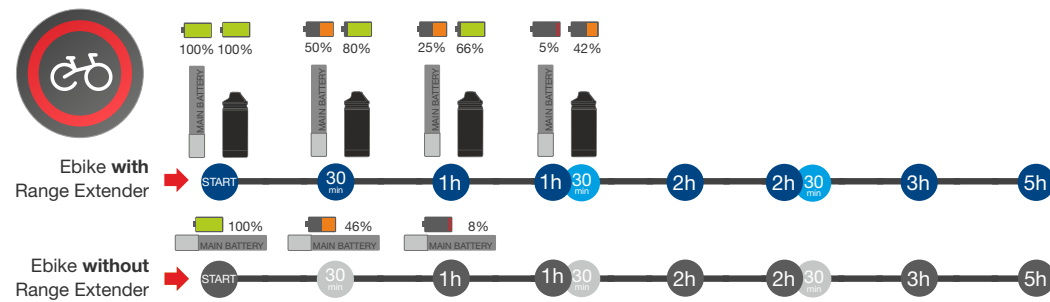 100% 100% 50% 80% 25% 66% 5% 42%
MAIN BATTERY MAIN BATTERY MAIN BATTERY MAIN BATTERY
Ebike with
Range Extender
START 30 min 1h 1h 30 min 2h 2h 30 min 3h 5h
100% 46% 8%
MAIN BATTERY MAIN BATTERY MAIN BATTERY
Ebike without
Range Extender
START 30 min 1h 1h 30 min 2h 2h 30 min 3h 5h